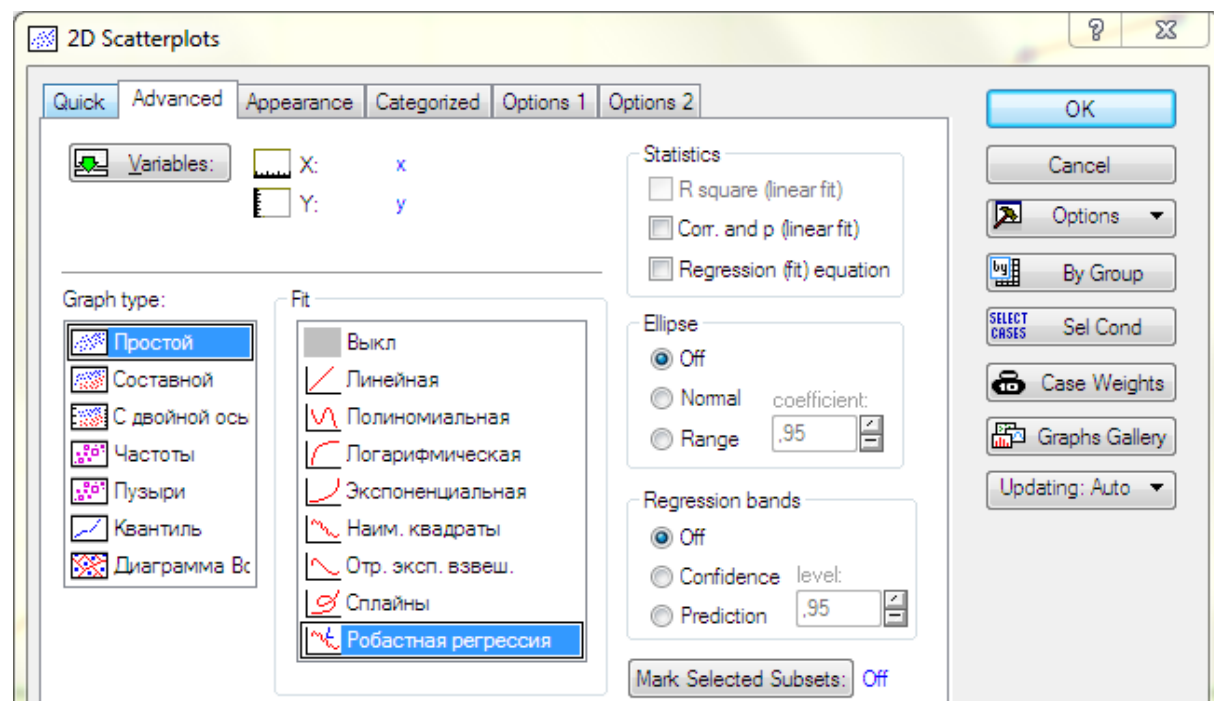 2D Scatterplots
Quick Advanced Appearance Categorized Options 1 Options 2
Variables: X: x
Y: y
Graph type:
Простой
Составной
С двойной ось
Частоты
Пузыри
Квантиль
Диаграмма Вс
Fit
Выкл
Линейная
Полиномиальная
Логарифмическая
Экспоненциальная
Наим. квадраты
Отр. эксп. взвеш.
Сплайны
Робастная регрессия
Statistics
R square (linear fit)
Corr. and p (linear fit)
Regression (fit) equation
Ellipse
Off
Normal coefficient:
Range ,95
Regression bands
Off
Confidence level:
Prediction ,95
Mark Selected Subsets: Off
OK
Cancel
Options
by By Group
SELECT CASES Sel Cond
Case Weights
Graphs Gallery
Updating: Auto